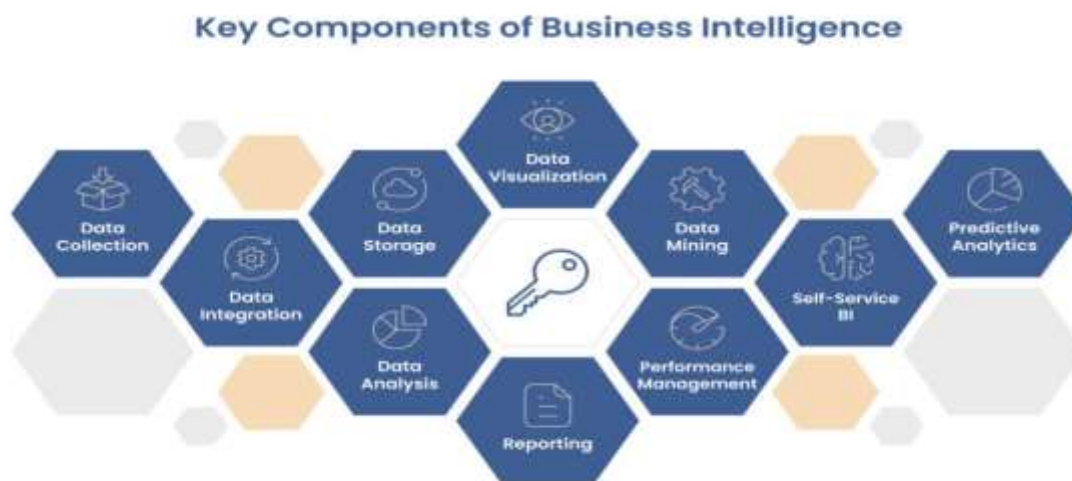 Key Components of Business Intelligence
Data
Collection
Data
Integration
Data
Storage
Data
Analysis
Data
Visualization
Reporting
Data
Mining
Performance
Management
Self-Service
BI
Predictive
Analytics